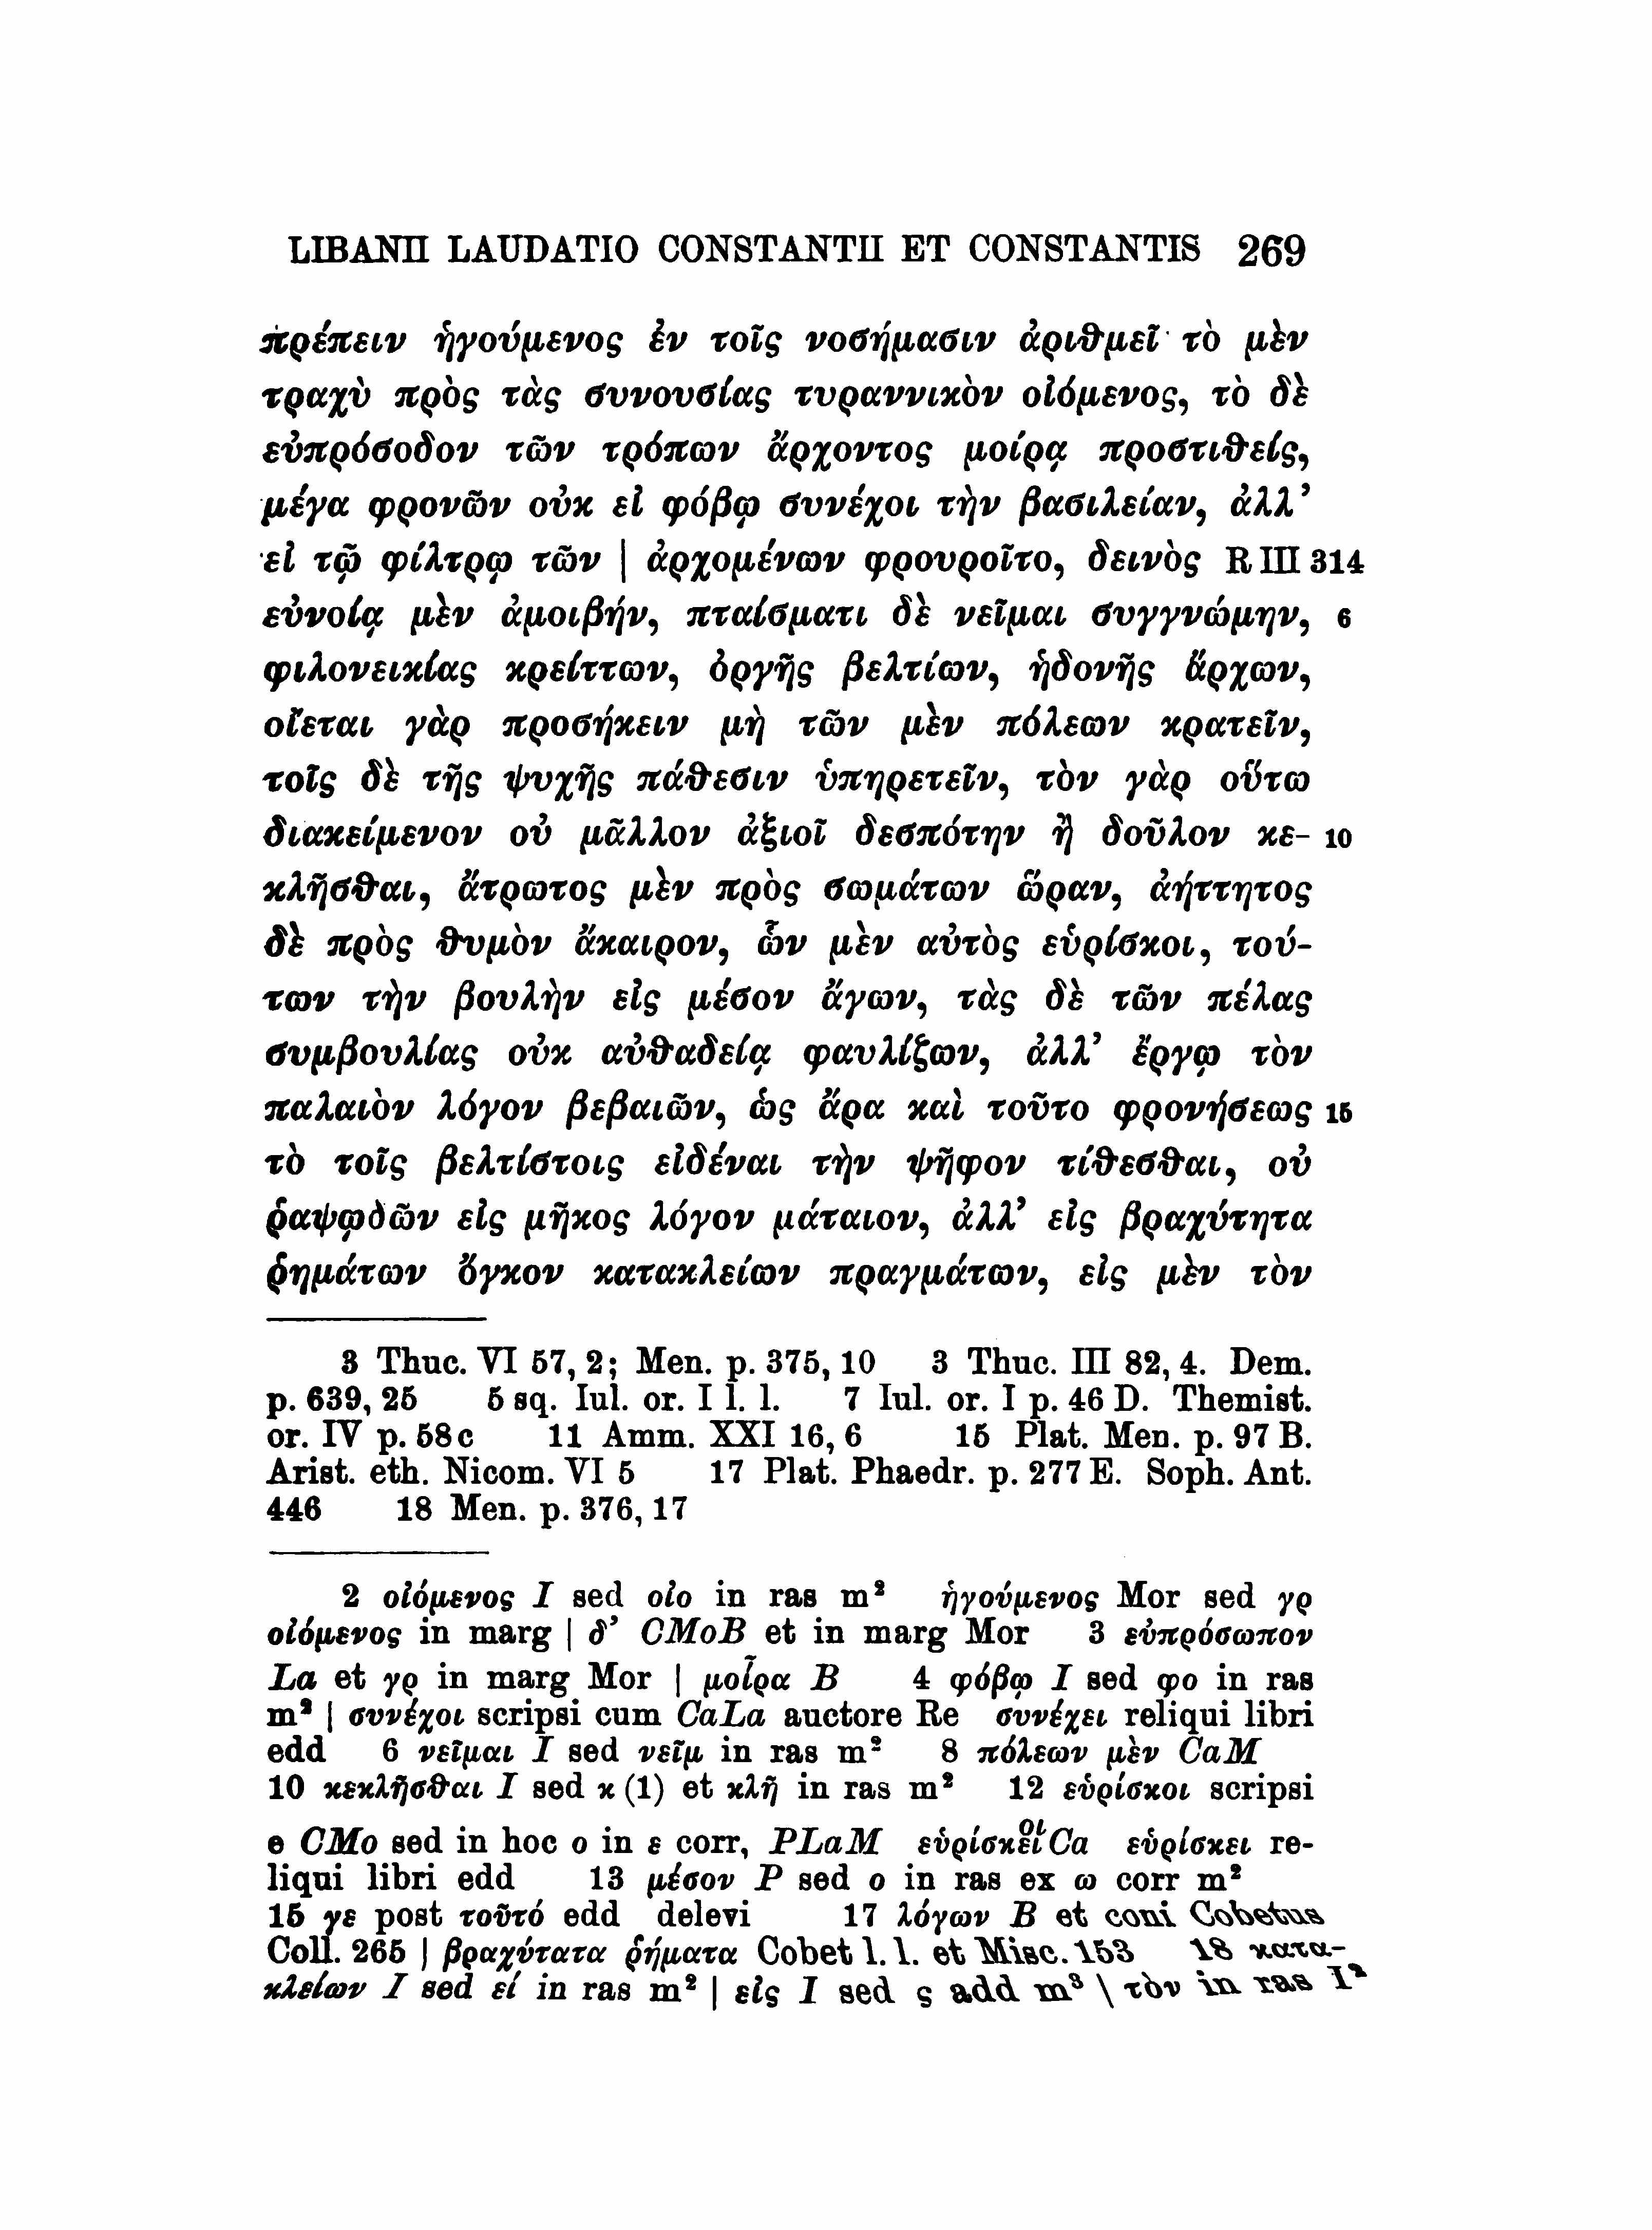 LIBANII LAUDATIO CONSTANTII ET CONSTANTIS 269
πρέπειν ἡγούμενος ἐν τοῖς νοσήμασιν ἀριθμεῖ τὸ μὲν
τραχὺ πρὸς τὰς συνουσίας τυραννικὸν οἰόμενος, τὸ δὲ
εὐπρόσοδον τῶν τρόπων ἄρχοντος μοίρᾳ προστιθείς,
μέγα φρονῶν οὐκ εἰ φόβῳ συνέχοι τὴν βασιλείαν, ἀλλ’
εἰ τῷ φίλτρῳ τῶν | ἀρχομένων φρουροῖτο, δεινὸς R III 314
εὐνοίᾳ μὲν ἀμοιβήν, πταίσματι δὲ νεῖμαι συγγνώμην, 6
φιλονεικίας κρείττων, ὀργῆς βελτίων, ἡδονῆς ἄρχων,
οἴεται γὰρ προσήκειν μὴ τῶν μὲν πόλεων κρατεῖν,
τοῖς δὲ τῆς ψυχῆς πάθεσιν ὑπηρετεῖν, τὸν γὰρ οὕτω
διακείμενον οὐ μᾶλλον ἀξιοῖ δεσπότην ἢ δοῦλον κε- 10
κλῆσθαι, ἄτρωτος μὲν πρὸς σωμάτων ὥραν, ἀήττητος
δὲ πρὸς θυμὸν ἄκαιρον, ὧν μὲν αὐτὸς εὑρίσκοι, τού-
των τὴν βουλὴν εἰς μέσον ἄγων, τὰς δὲ τῶν πέλας
συμβουλίας οὐκ αὐθαδείᾳ φαυλίζων, ἀλλ’ ἔργῳ τὸν
παλαιὸν λόγον βεβαιῶν, ὡς ἄρα καὶ τοῦτο φρονήσεως 15
τὸ τοῖς βελτίστοις εἰδέναι τὴν ψῆφον τίθεσθαι, οὐ
ῥαψῳδῶν εἰς μῆκος λόγον μάταιον, ἀλλ’ εἰς βραχύτητα
ῥημάτων ὄγκον κατακλείων πραγμάτων, εἰς μὲν τὸν
3 Thuc. VI 57, 2; Men. p. 375, 10 3 Thuc. III 82, 4. Dem.
p. 639, 25 5 sq. Iul. or. I l. l. 7 Iul. or. I p. 46 D. Themist.
or. IV p. 58 c 11 Amm. XXI 16, 6 15 Plat. Men. p. 97 B.
Arist. eth. Nicom. VI 5 17 Plat. Phaedr. p. 277 E. Soph. Ant.
446 18 Men. p. 376, 17
2 οἰόμενος I sed οἰο in ras m² ἡγούμενος Mor sed γρ
οἰόμενος in marg | δ’ CMoB et in marg Mor 3 εὐπρόσωπον
La et γρ in marg Mor | μοῖρα B 4 φόβῳ I sed φο in ras
m² | συνέχοι scripsi cum CaLa auctore Re συνέχει reliqui libri
edd 6 νεῖμαι I sed νεῖμ in ras m² 8 πόλεων μὲν CaM
10 κεκλῆσθαι I sed κ (1) et κλῆ in ras m² 12 εὑρίσκοι scripsi
e CMo sed in hoc ο in ε corr, PLaM εὑρίσκεῖοι Ca εὑρίσκει re-
liqui libri edd 13 μέσον P sed ο in ras ex ω corr m²
15 γε post τοῦτό edd delevi 17 λόγων B et coni Cobetus
Coll. 265 | βραχύτατα ῥήματα Cobet l. l. et Misc. 153 18 κατα-
κλείων I sed εί in ras m² | εἰς I sed ς add m³ \ τὸν in ras I²